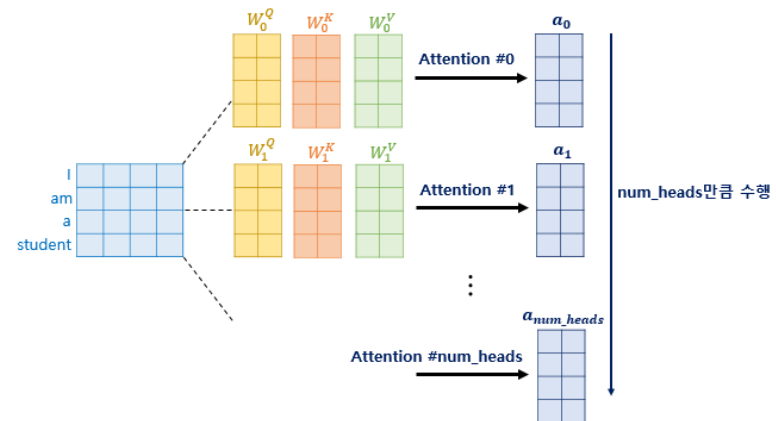 W_0^Q W_0^K W_0^V a_0
Attention #0
W_1^Q W_1^K W_1^V a_1
I
am
a
student
Attention #1
num_heads만큼 수행
⋮
a_num_heads
Attention #num_heads